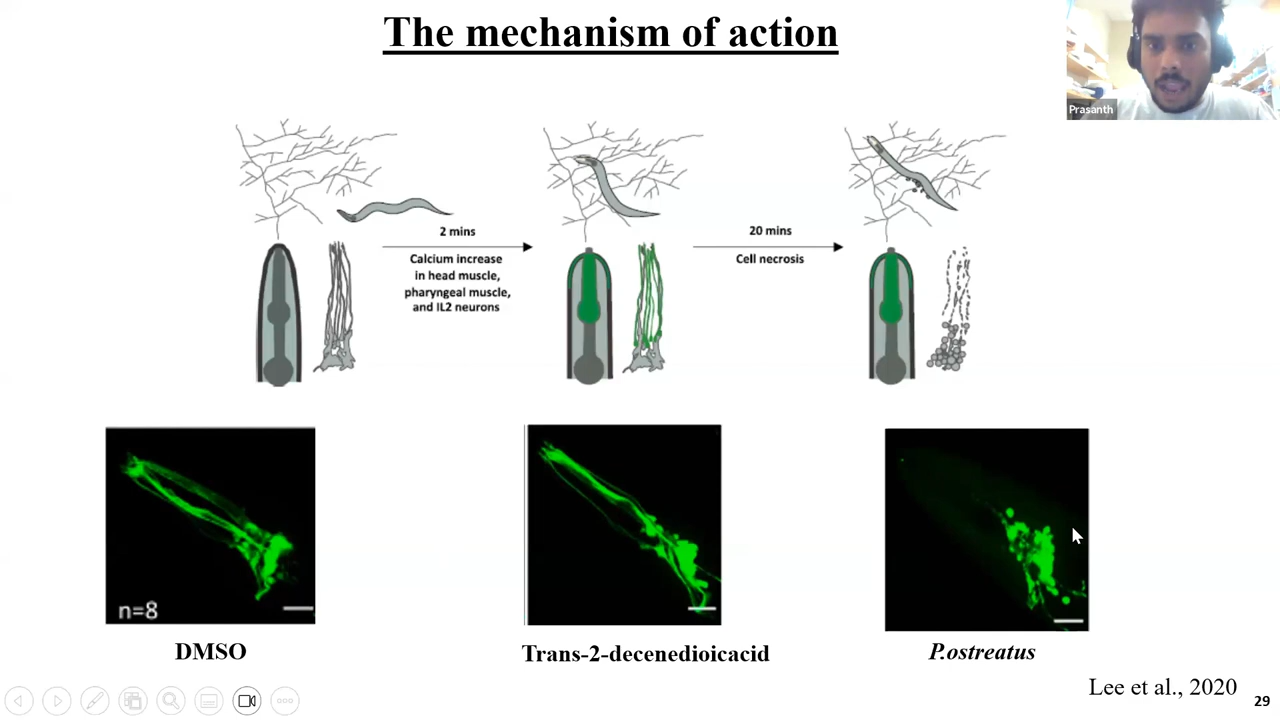 The mechanism of action
Prasanth
2 mins
Calcium increase
in head muscle,
pharyngeal muscle,
and IL2 neurons
20 mins
Cell necrosis
n=8
DMSO
Trans-2-decenedioicacid
P.ostreatus
Lee et al., 2020
29